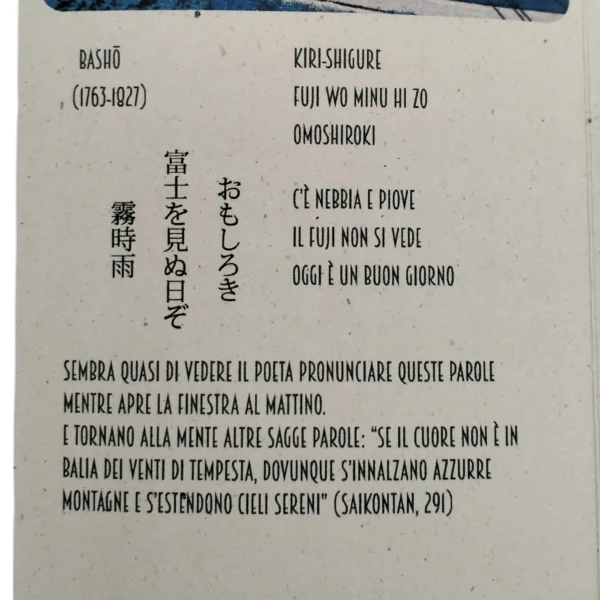 BASHŌ
(1763-1827)
霧時雨
富士を見ぬ日ぞ
おもしろき
KIRI-SHIGURE
FUJI WO MINU HI ZO
OMOSHIROKI
C'È NEBBIA E PIOVE
IL FUJI NON SI VEDE
OGGI È UN BUON GIORNO
SEMBRA QUASI DI VEDERE IL POETA PRONUNCIARE QUESTE PAROLE
MENTRE APRE LA FINESTRA AL MATTINO.
E TORNANO ALLA MENTE ALTRE SAGGE PAROLE: “SE IL CUORE NON È IN
BALIA DEI VENTI DI TEMPESTA, DOVUNQUE S'INNALZANO AZZURRE
MONTAGNE E S'ESTENDONO CIELI SERENI” (SAIKONTAN, 291)